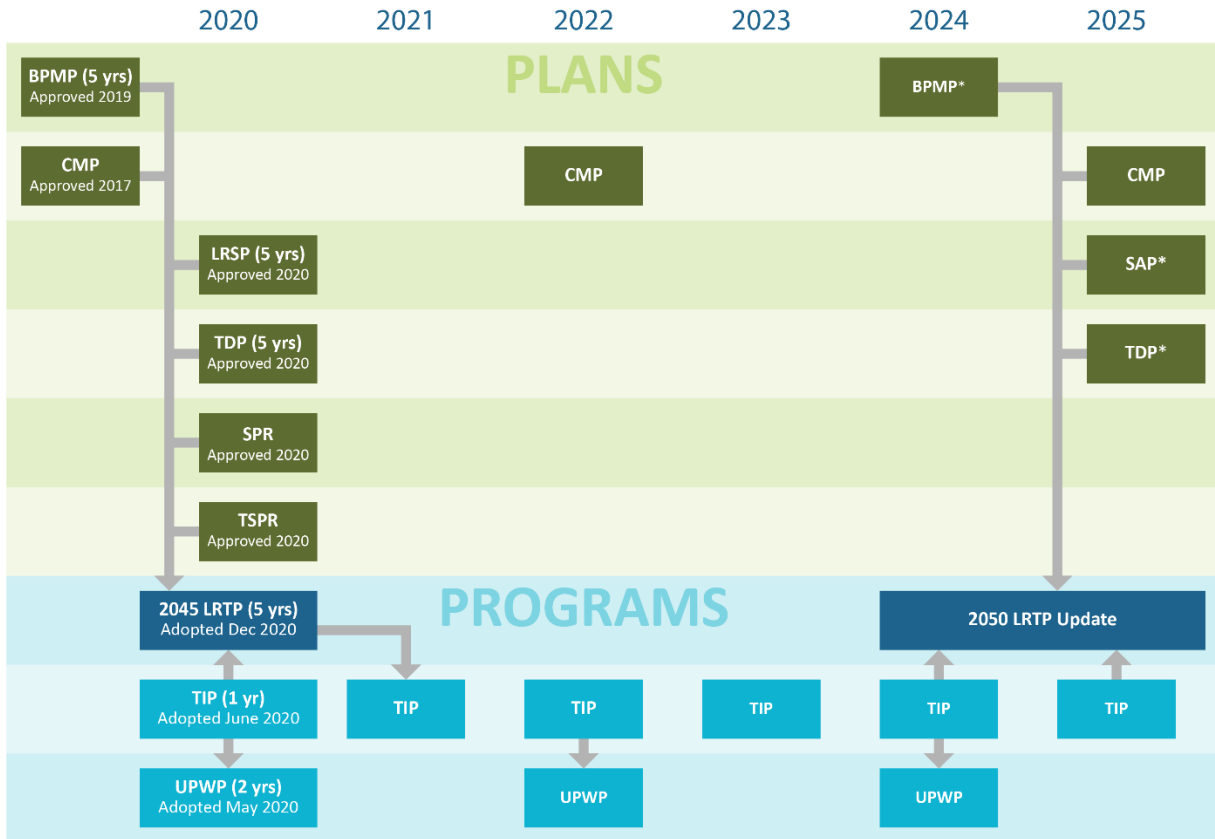 2020 2021 2022 2023 2024 2025
PLANS
BPMP (5 yrs)
Approved 2019
BPMP*
CMP
Approved 2017
CMP
CMP
LRSP (5 yrs)
Approved 2020
SAP*
TDP (5 yrs)
Approved 2020
TDP*
SPR
Approved 2020
TSPR
Approved 2020
PROGRAMS
2045 LRTP (5 yrs)
Adopted Dec 2020
2050 LRTP Update
TIP (1 yr)
Adopted June 2020
TIP
TIP
TIP
TIP
TIP
UPWP (2 yrs)
Adopted May 2020
UPWP
UPWP